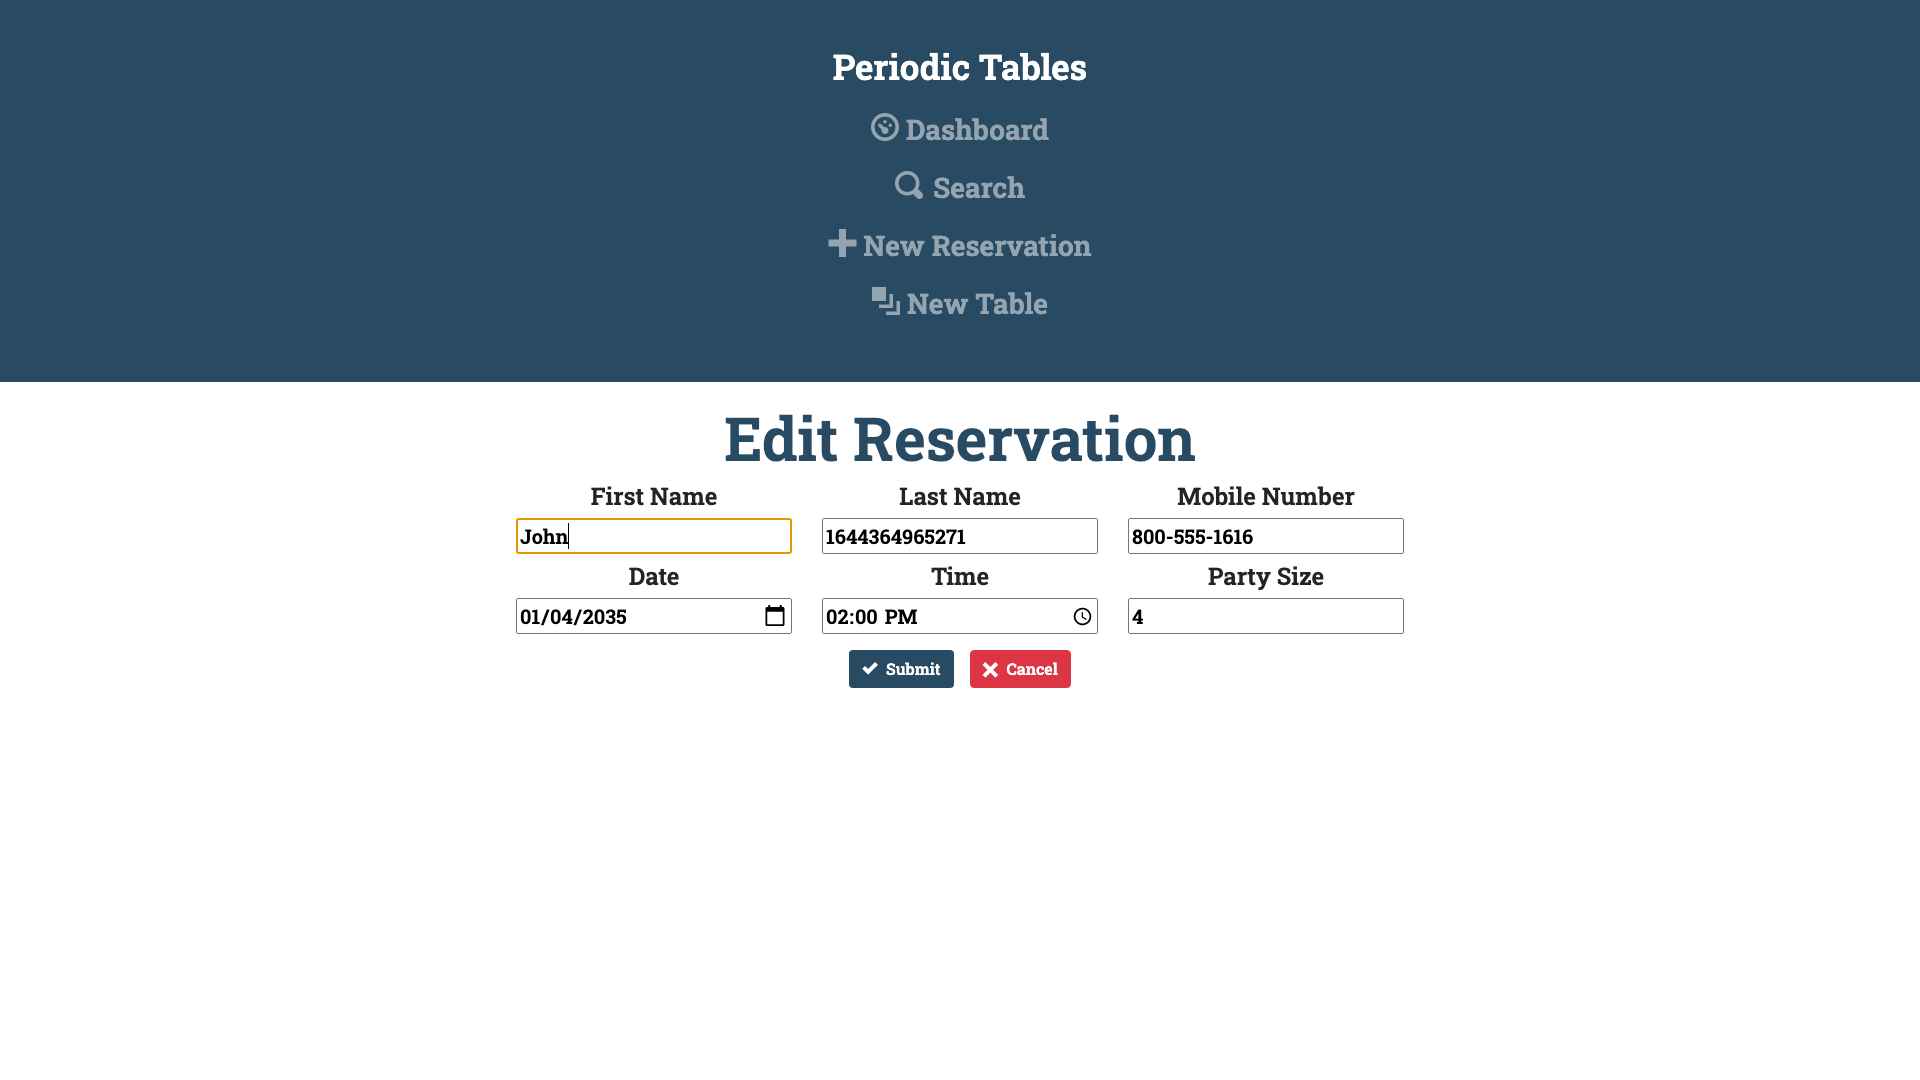 Periodic Tables
Dashboard
Search
New Reservation
New Table
Edit Reservation
First Name Last Name Mobile Number
John 1644364965271 800-555-1616
Date Time Party Size
01/04/2035 02:00 PM 4
Submit Cancel